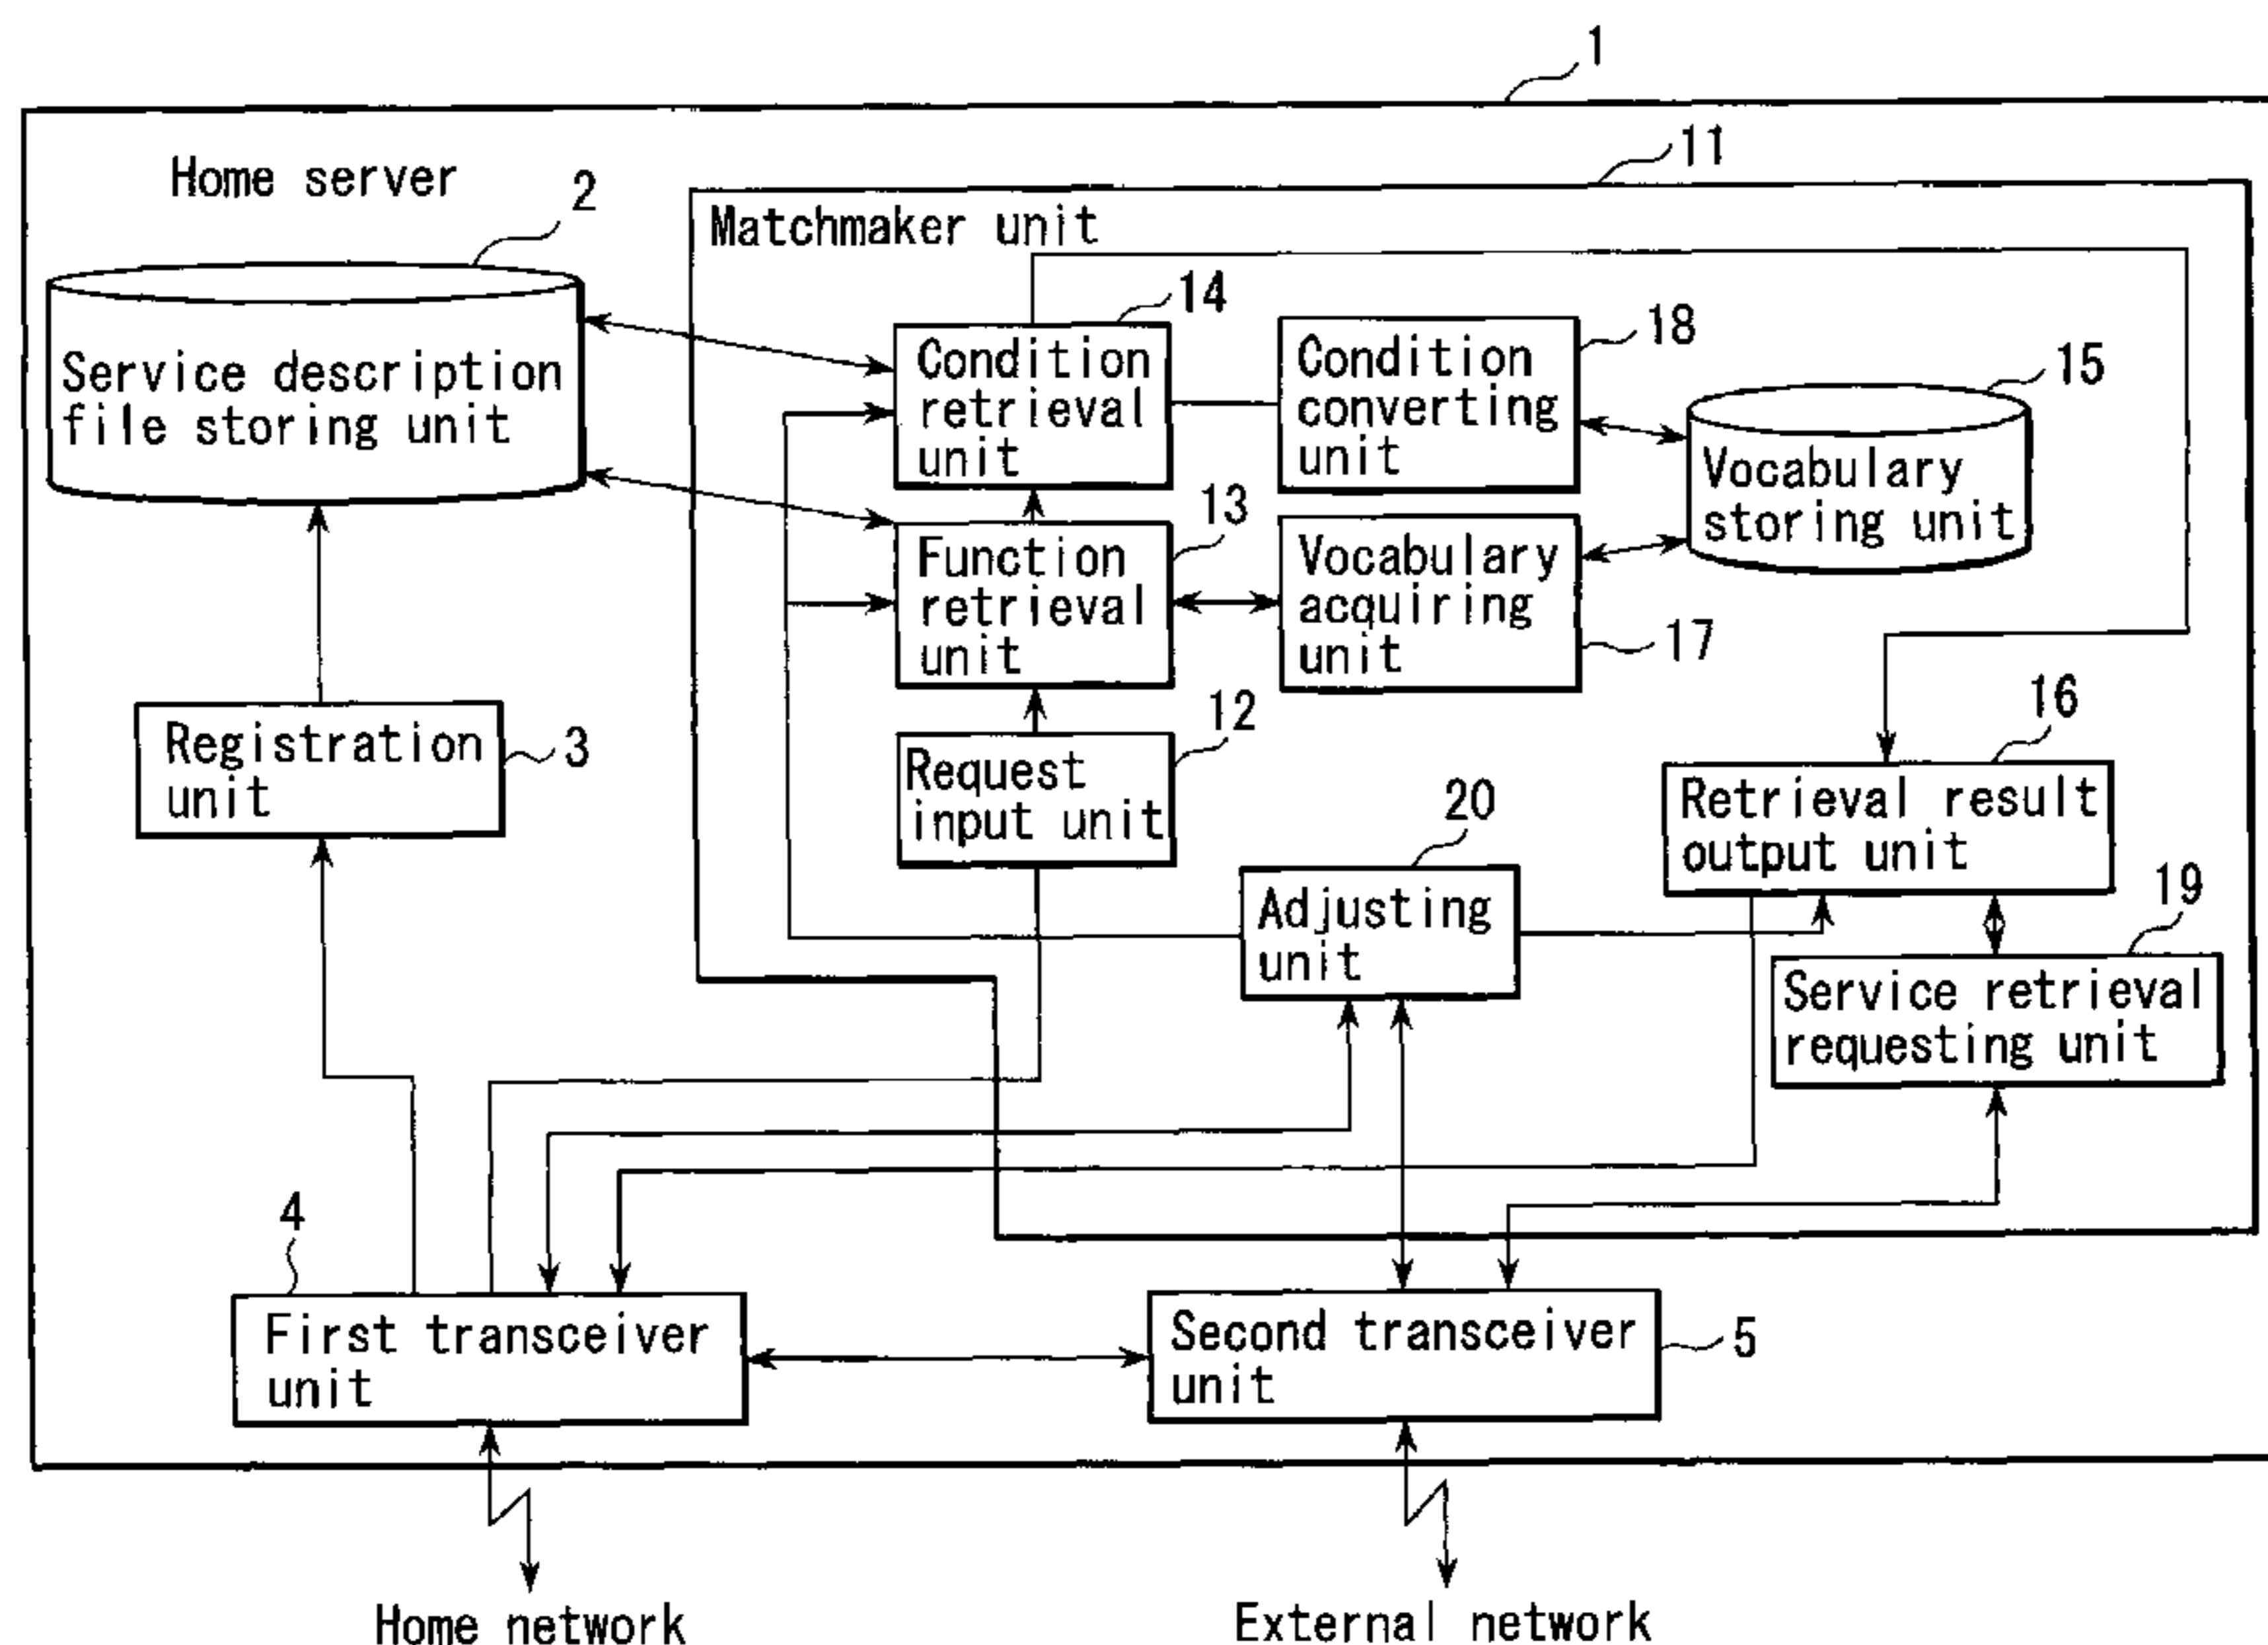 1
11
Home server
2
Matchmaker unit
14
Condition
retrieval
unit
18
Condition
converting
unit
15
Service description
file storing unit
Vocabulary
storing unit
13
Function
retrieval
unit
Vocabulary
acquiring
unit
17
Registration
unit
3
12
Request
input unit
16
Retrieval result
output unit
20
Adjusting
unit
19
Service retrieval
requesting unit
4
First transceiver
unit
Second transceiver
unit
5
Home network
External network